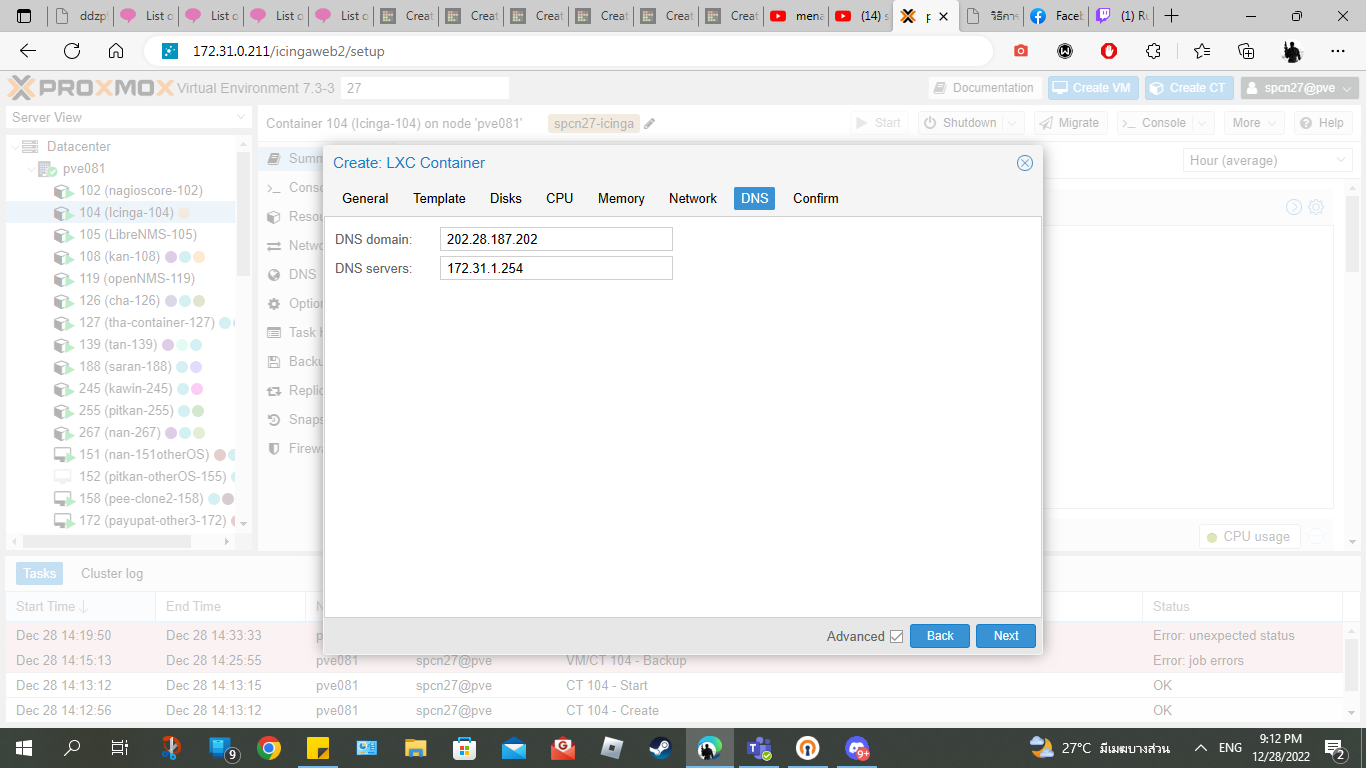 ddzp
List o
List o
List o
List o
Creat
Creat
Creat
Creat
Creat
Creat
mena
(14) s
p
วิธีการ
Faceb
(1) Ru
172.31.0.211/icingaweb2/setup
PROXMOX Virtual Environment 7.3-3 27 Documentation Create VM Create CT spcn27@pve
Server View
Container 104 (Icinga-104) on node 'pve081' spcn27-icinga Start Shutdown Migrate Console More Help
Datacenter
pve081
102 (nagioscore-102)
104 (Icinga-104)
105 (LibreNMS-105)
108 (kan-108)
119 (openNMS-119)
126 (cha-126)
127 (tha-container-127)
139 (tan-139)
188 (saran-188)
245 (kawin-245)
255 (pitkan-255)
267 (nan-267)
151 (nan-151otherOS)
152 (pitkan-otherOS-155)
158 (pee-clone2-158)
172 (payupat-other3-172)
Summ
Conso
Resou
Netwo
DNS
Option
Task H
Backu
Replic
Snaps
Firewa
Hour (average)
CPU usage
Create: LXC Container
General Template Disks CPU Memory Network DNS Confirm
DNS domain: 202.28.187.202
DNS servers: 172.31.1.254
Advanced Back Next
Tasks Cluster log
Start Time End Time N Status
Dec 28 14:19:50 Dec 28 14:33:33 p Error: unexpected status
Dec 28 14:15:13 Dec 28 14:25:55 pve081 spcn27@pve VM/CT 104 - Backup Error: job errors
Dec 28 14:13:12 Dec 28 14:13:15 pve081 spcn27@pve CT 104 - Start OK
Dec 28 14:12:56 Dec 28 14:13:12 pve081 spcn27@pve CT 104 - Create OK
9
9+
27°C มีเมฆบางส่วน
ENG
9:12 PM
12/28/2022
2